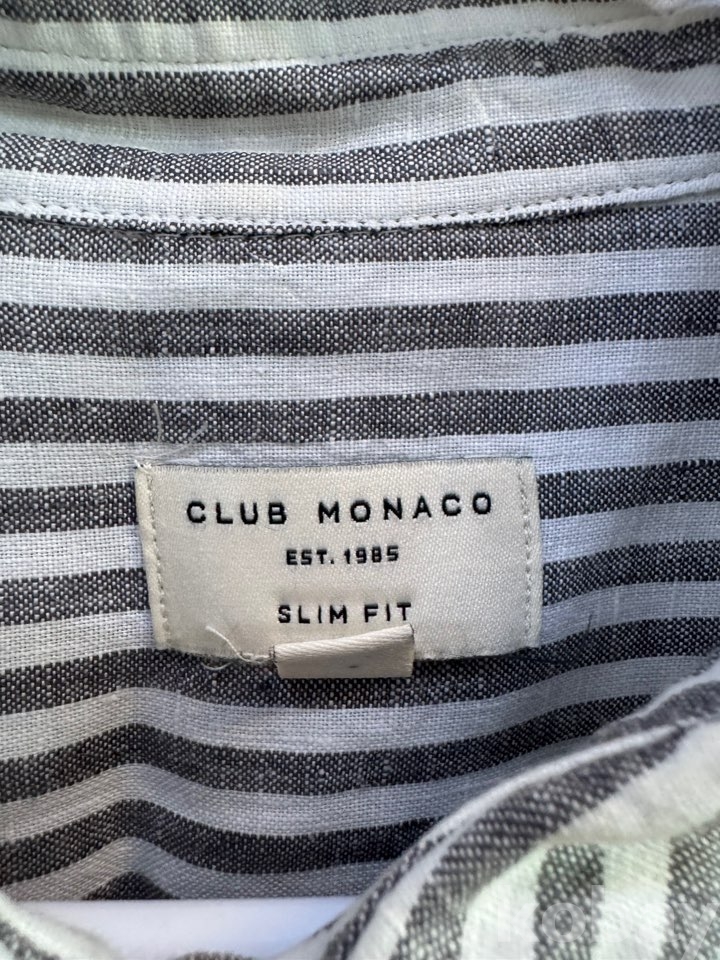 CLUB MONACO
EST. 1985
SLIM FIT